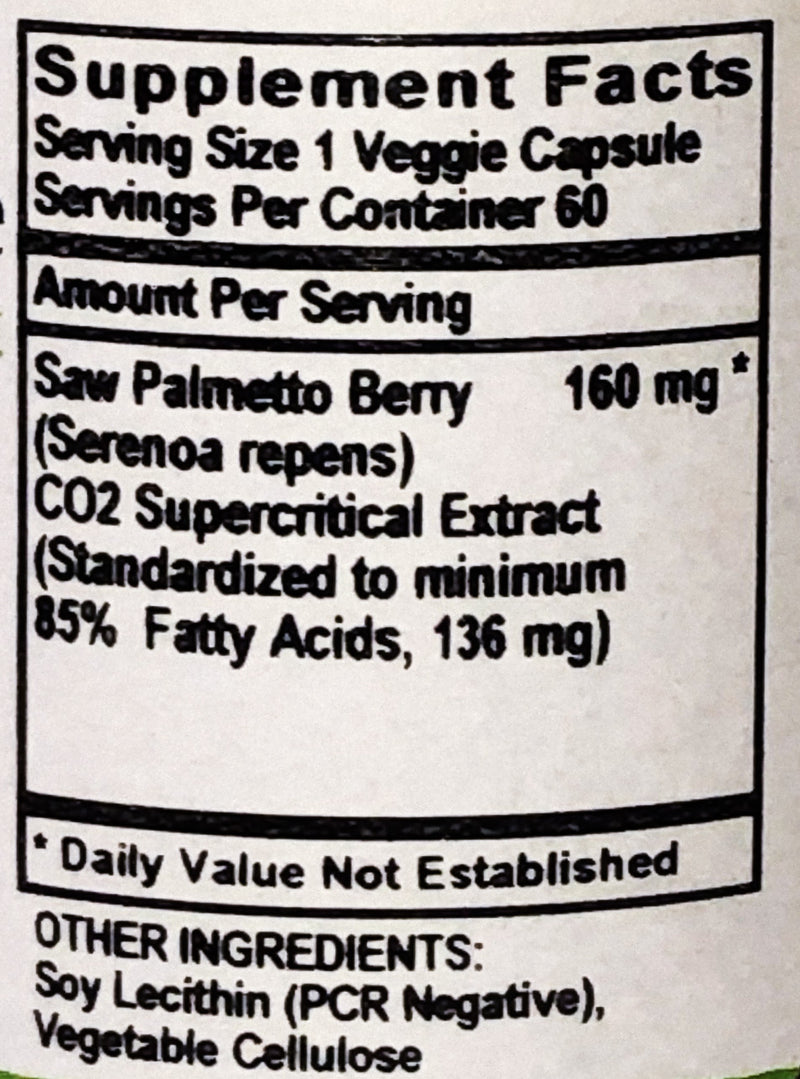 Supplement Facts
Serving Size 1 Veggie Capsule
Servings Per Container 60
Amount Per Serving
Saw Palmetto Berry 160 mg *
(Serenoa repens)
CO2 Supercritical Extract
(Standardized to minimum
85% Fatty Acids, 136 mg)
* Daily Value Not Established
OTHER INGREDIENTS:
Soy Lecithin (PCR Negative),
Vegetable Cellulose